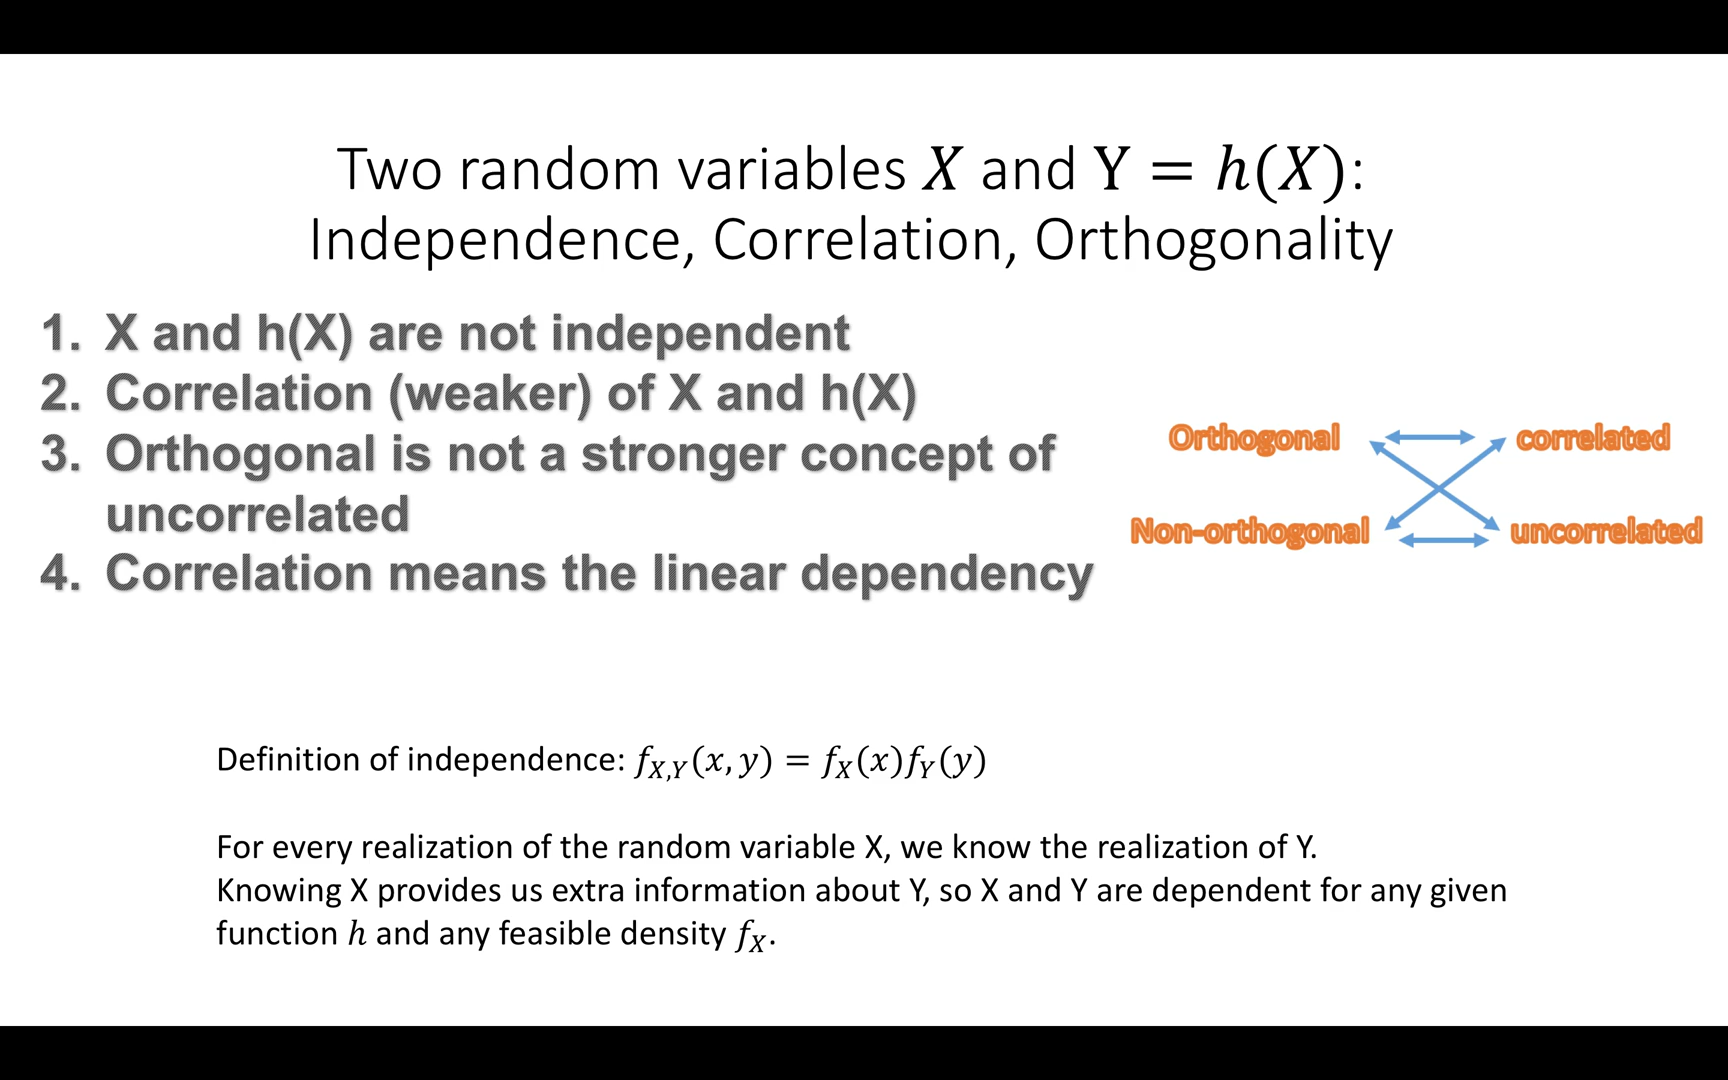 Two random variables X and Y = h(X):
Independence, Correlation, Orthogonality
1. X and h(X) are not independent
2. Correlation (weaker) of X and h(X)
3. Orthogonal is not a stronger concept of
uncorrelated
4. Correlation means the linear dependency
Orthogonal correlated
Non-orthogonal uncorrelated
Definition of independence: f_{X,Y}(x, y) = f_X(x)f_Y(y)
For every realization of the random variable X, we know the realization of Y.
Knowing X provides us extra information about Y, so X and Y are dependent for any given
function h and any feasible density f_X.